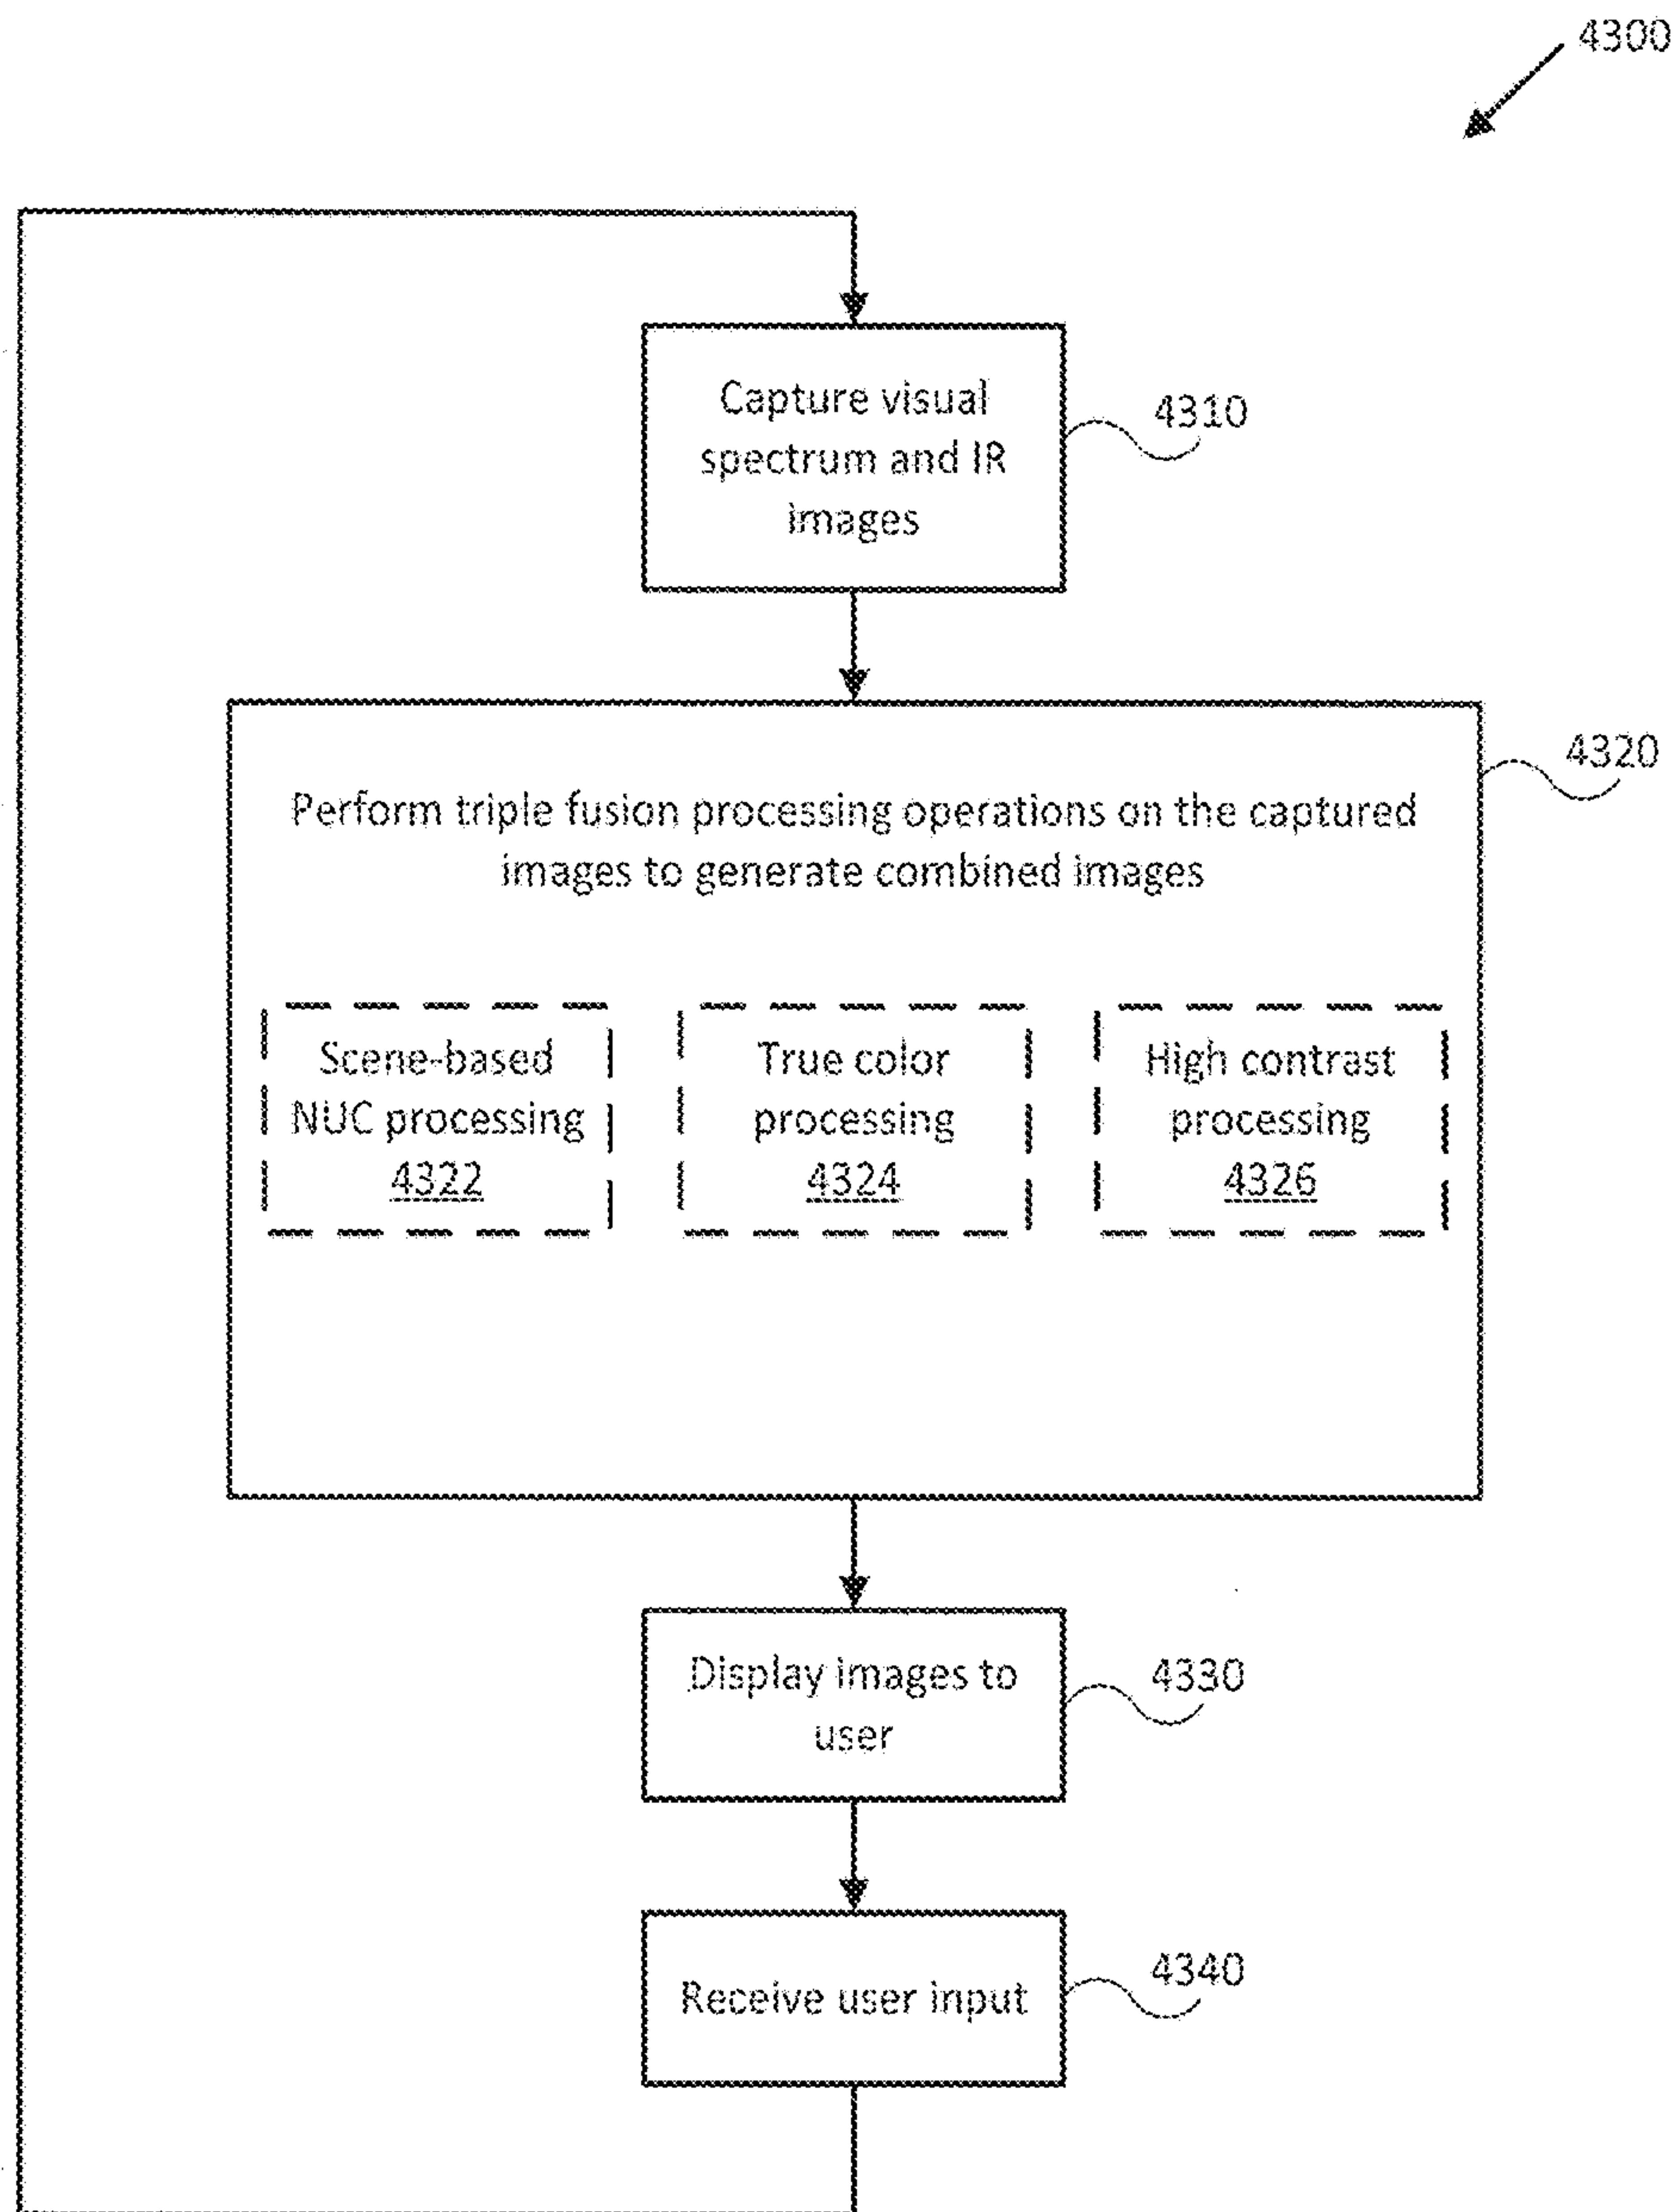 4300
Capture visual
spectrum and IR
images
4310
4320
Perform triple fusion processing operations on the captured
images to generate combined images
Scene-based
NUC processing
4322
True color
processing
4324
High contrast
processing
4326
Display images to
user
4330
Receive user input
4340